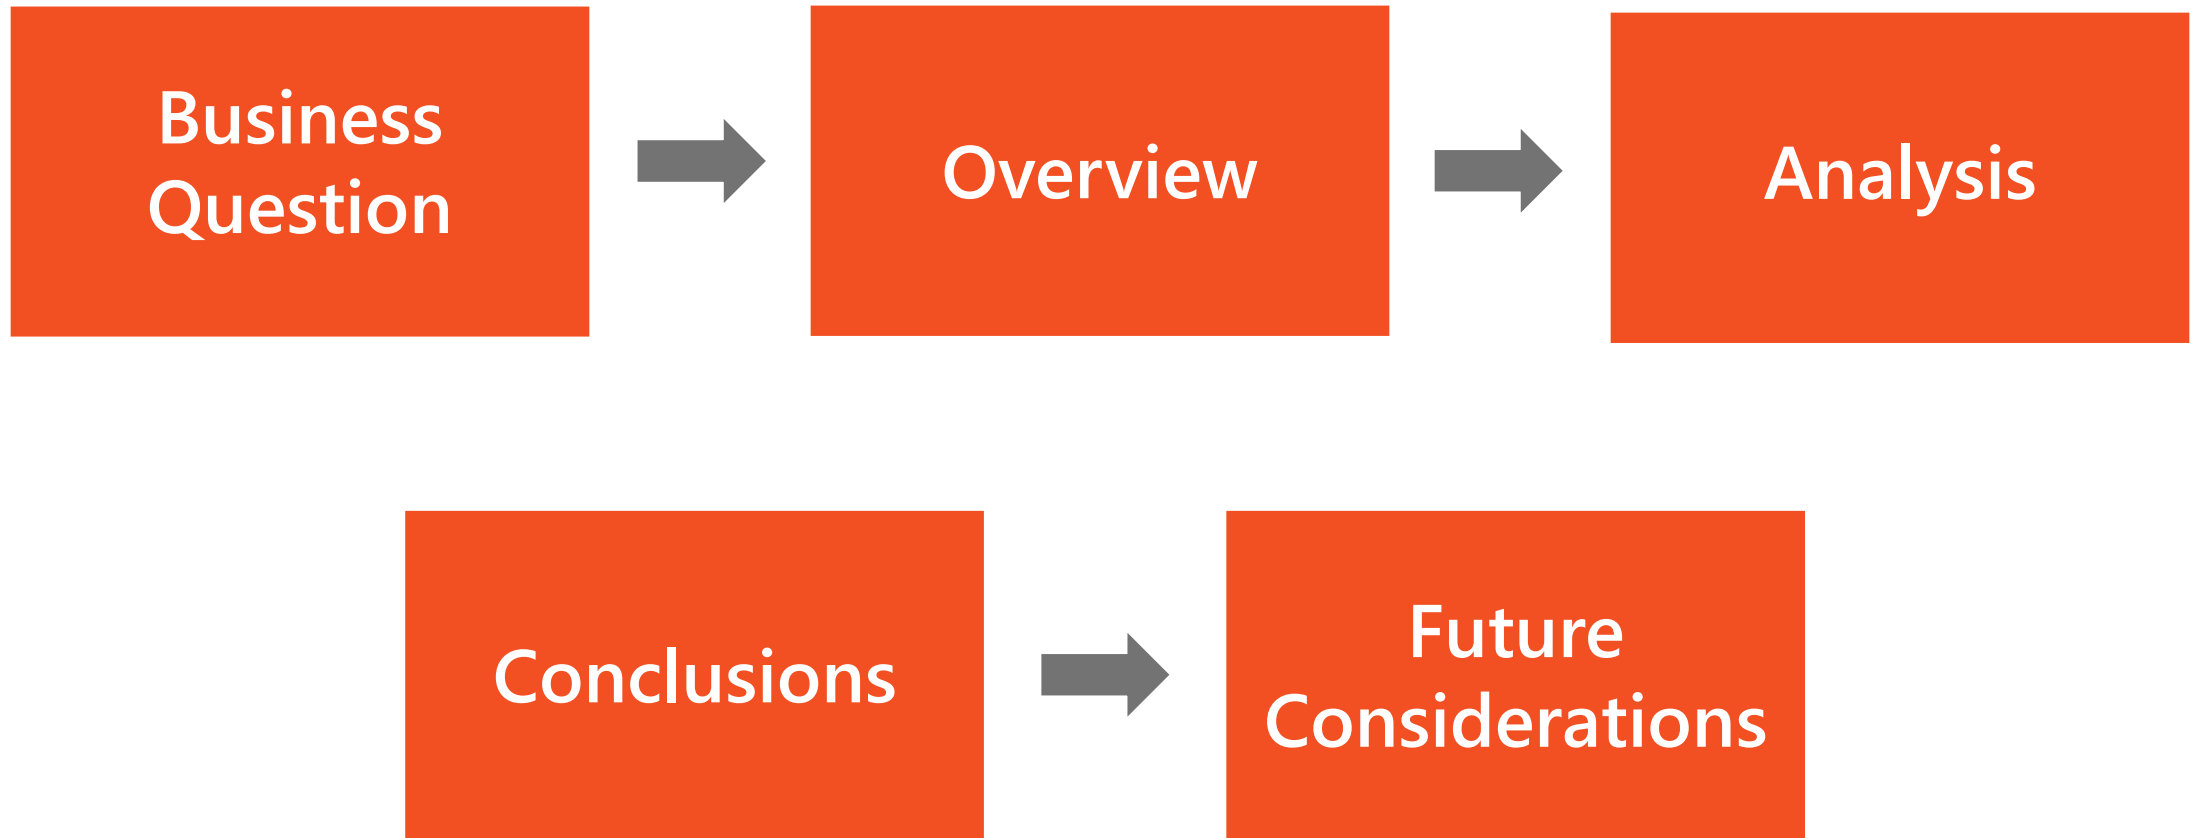 Business
Question
Overview
Analysis
Conclusions
Future
Considerations